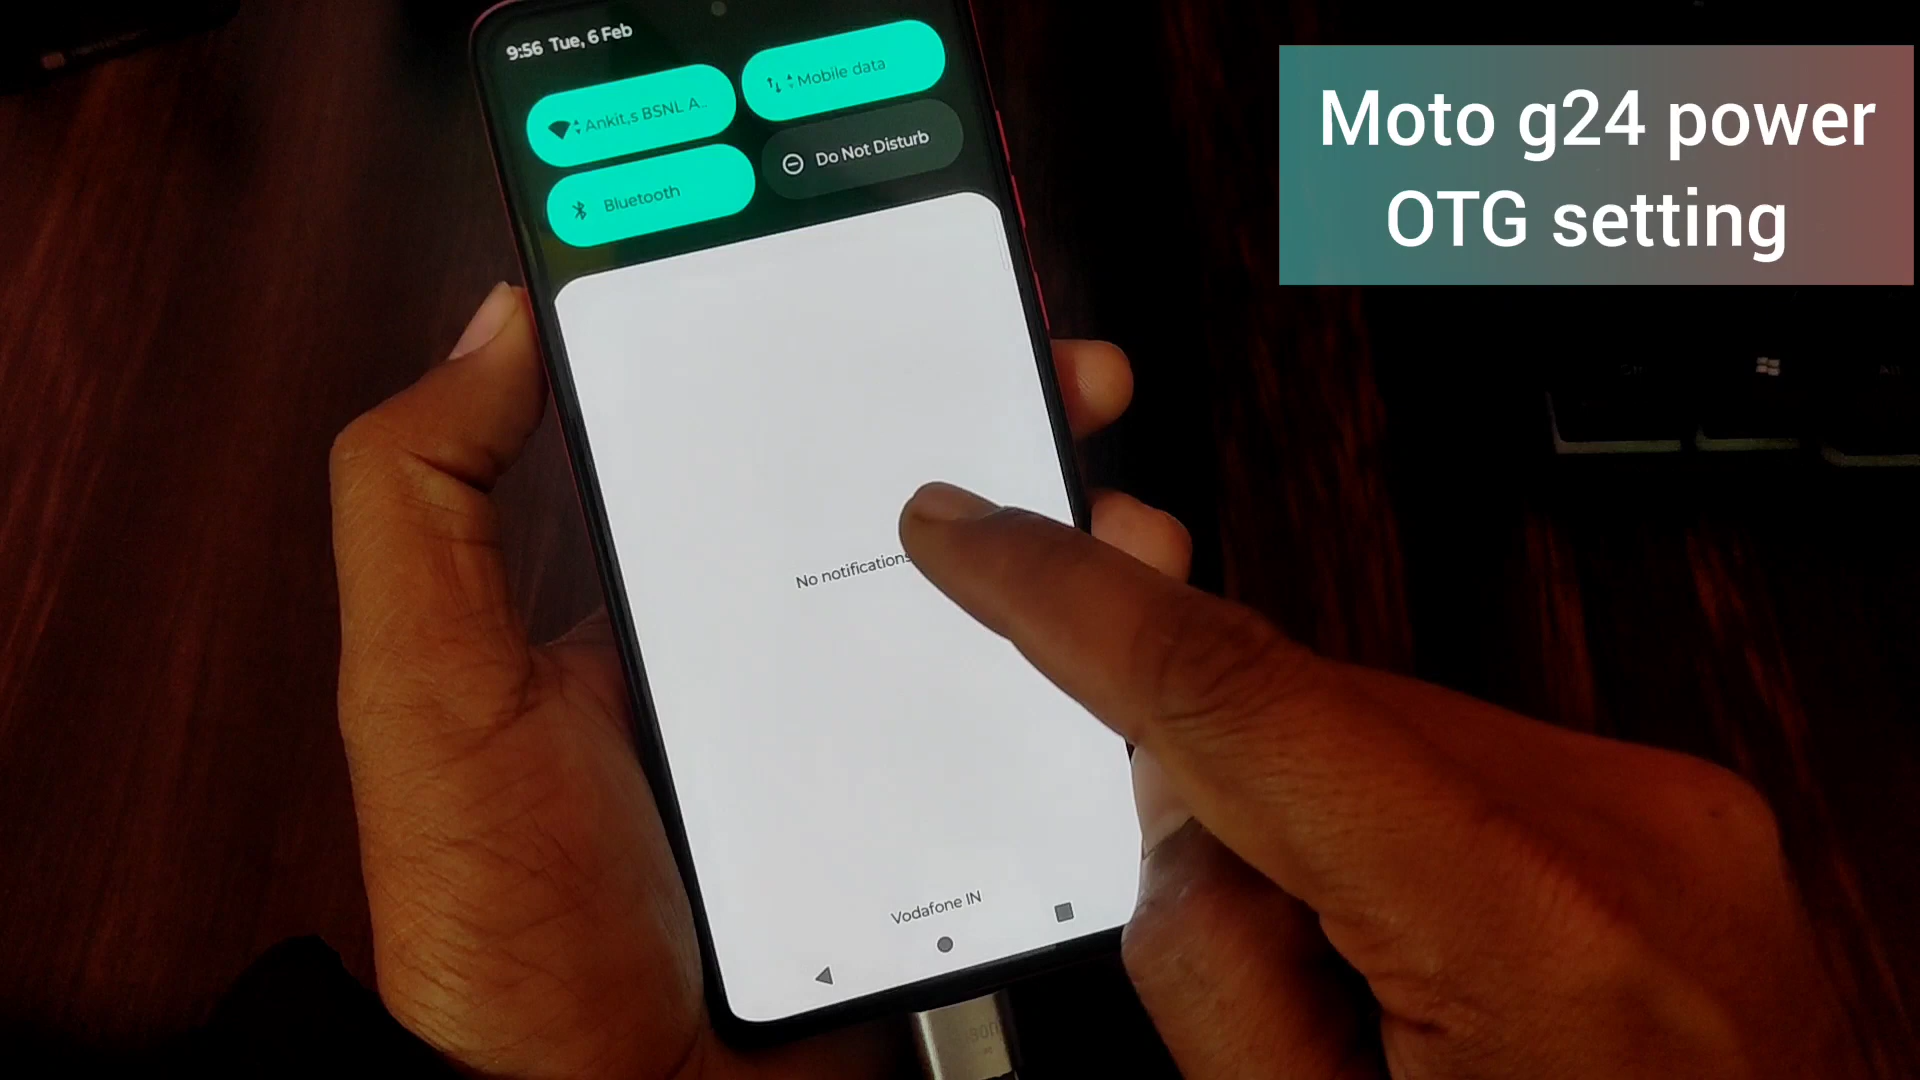 9:56 Tue, 6 Feb
Ankit,s BSNL A..
Mobile data
Bluetooth
Do Not Disturb
No notifications
Vodafone IN
Moto g24 power
OTG setting